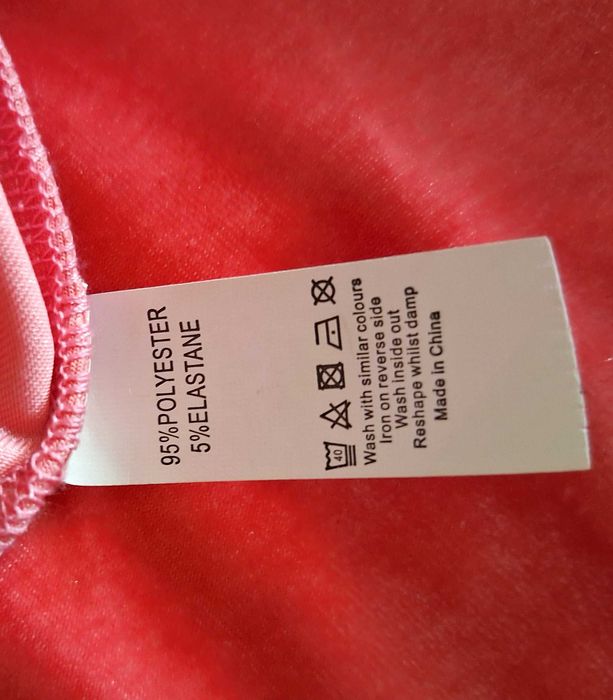 95%POLYESTER
5%ELASTANE
40
Wash with similar colours
Iron on reverse side
Wash inside out
Reshape whilst damp
Made in China